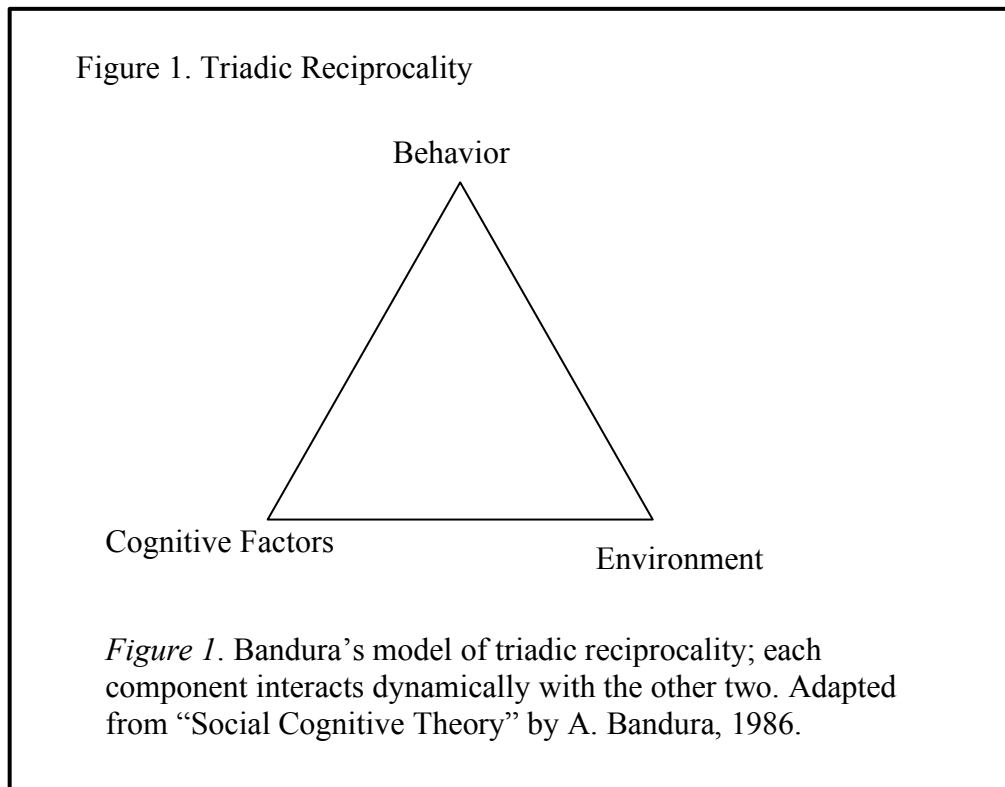 Figure 1. Triadic Reciprocality
Behavior
Cognitive Factors
Environment
Figure 1. Bandura’s model of triadic reciprocality; each
component interacts dynamically with the other two. Adapted
from “Social Cognitive Theory” by A. Bandura, 1986.